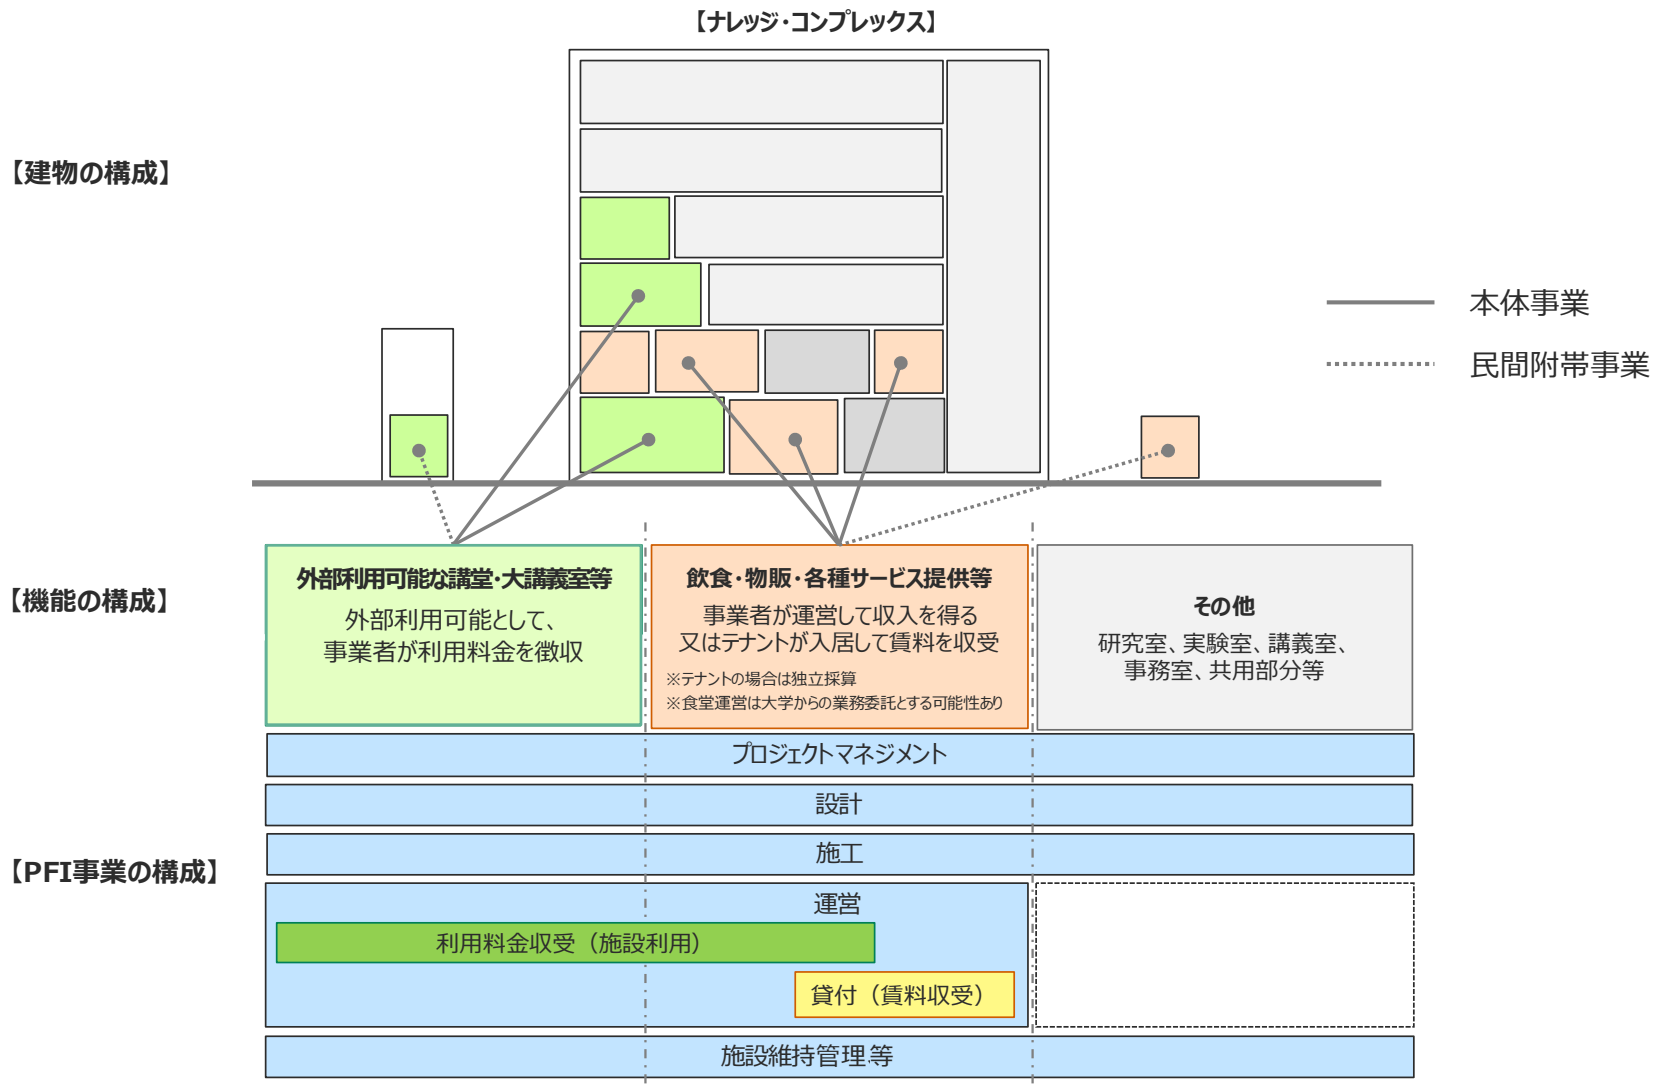 【ナレッジ・コンプレックス】
【建物の構成】
本体事業
民間附帯事業
【機能の構成】
外部利用可能な講堂・大講義室等
外部利用可能として、
事業者が利用料金を徴収
飲食・物販・各種サービス提供等
事業者が運営して収入を得る
又はテナントが入居して賃料を収受
※テナントの場合は独立採算
※食堂運営は大学からの業務委託とする可能性あり
その他
研究室、実験室、講義室、
事務室、共用部分等
【PFI事業の構成】
プロジェクトマネジメント
設計
施工
運営
利用料金収受（施設利用）
貸付（賃料収受）
施設維持管理等